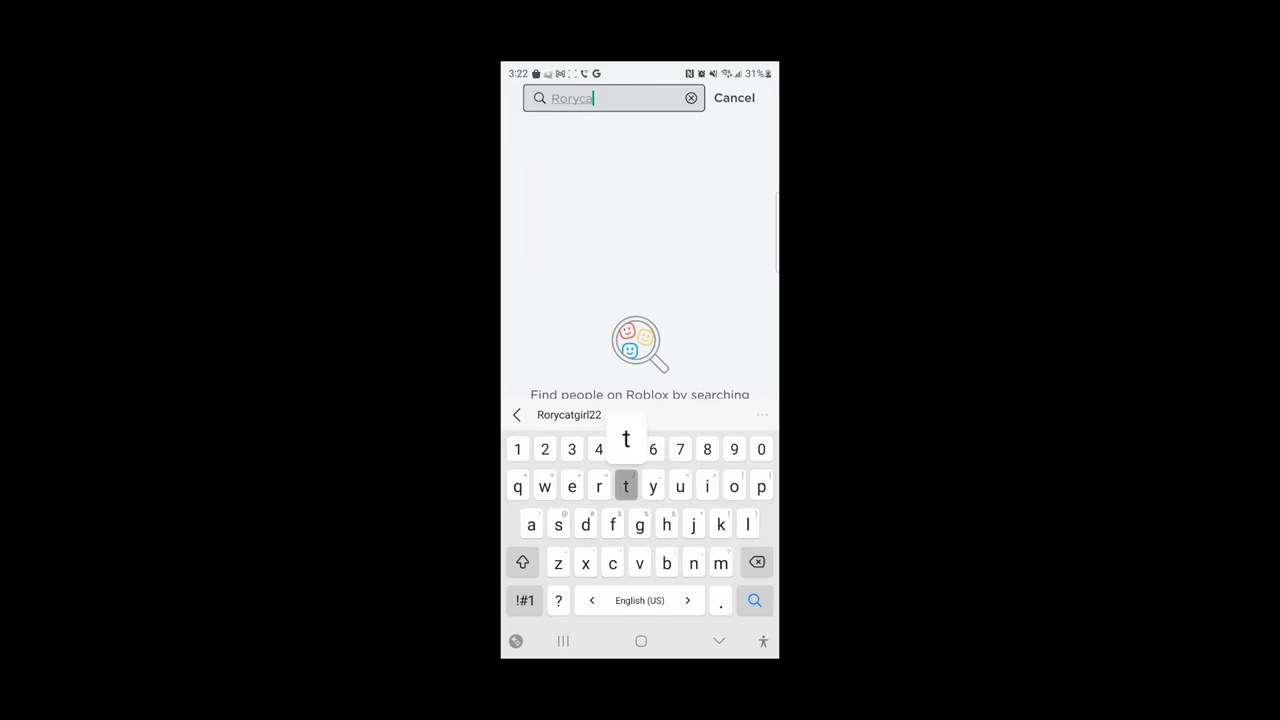 3:22 31%
Roryca Cancel
Find people on Roblox by searching
Rorycatgirl22 ...
t
1 2 3 4 6 7 8 9 0
q w e r t y u i o p
a s d f g h j k l
z x c v b n m
!#1 ? < English (US) > .